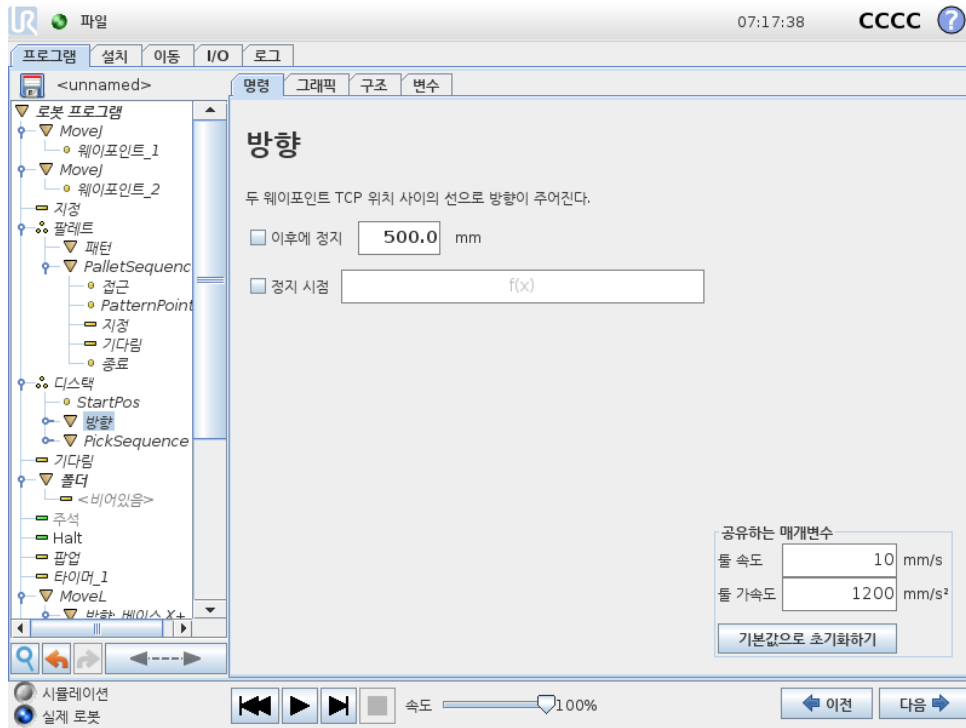 UR 파일 07:17:38 CCCC ?
프로그램 설치 이동 I/O 로그
<unnamed>
명령 그래픽 구조 변수
로봇 프로그램
MoveJ
웨이포인트_1
MoveJ
웨이포인트_2
지정
팔레트
패턴
PalletSequenc
접근
PatternPoint
지정
기다림
종료
디스택
StartPos
방향
PickSequence
기다림
폴더
<비어있음>
주석
Halt
팝업
타이머_1
MoveL
방향: 베이스 X+
방향
두 웨이포인트 TCP 위치 사이의 선으로 방향이 주어진다.
이후에 정지 500.0 mm
정지 시점 f(x)
공유하는 매개변수
툴 속도 10 mm/s
툴 가속도 1200 mm/s²
기본값으로 초기화하기
시뮬레이션
실제 로봇
속도 100%
이전 다음